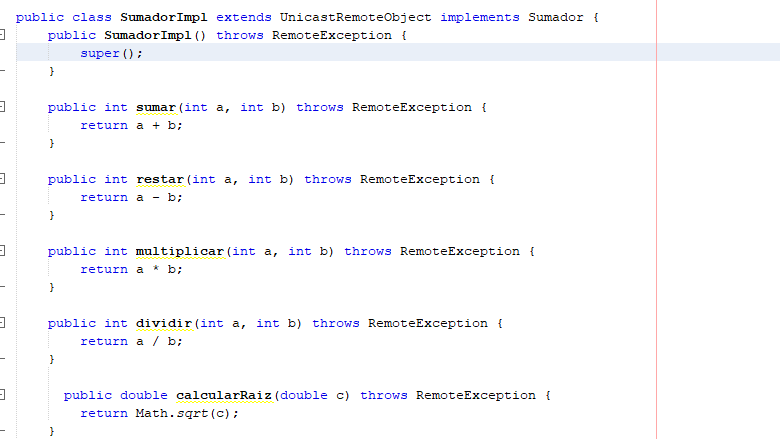 public class SumadorImpl extends UnicastRemoteObject implements Sumador {
    public SumadorImpl() throws RemoteException {
        super();
    }

    public int sumar(int a, int b) throws RemoteException {
        return a + b;
    }

    public int restar(int a, int b) throws RemoteException {
        return a - b;
    }

    public int multiplicar(int a, int b) throws RemoteException {
        return a * b;
    }

    public int dividir(int a, int b) throws RemoteException {
        return a / b;
    }

      public double calcularRaiz(double c) throws RemoteException {
        return Math.sqrt(c);
    }